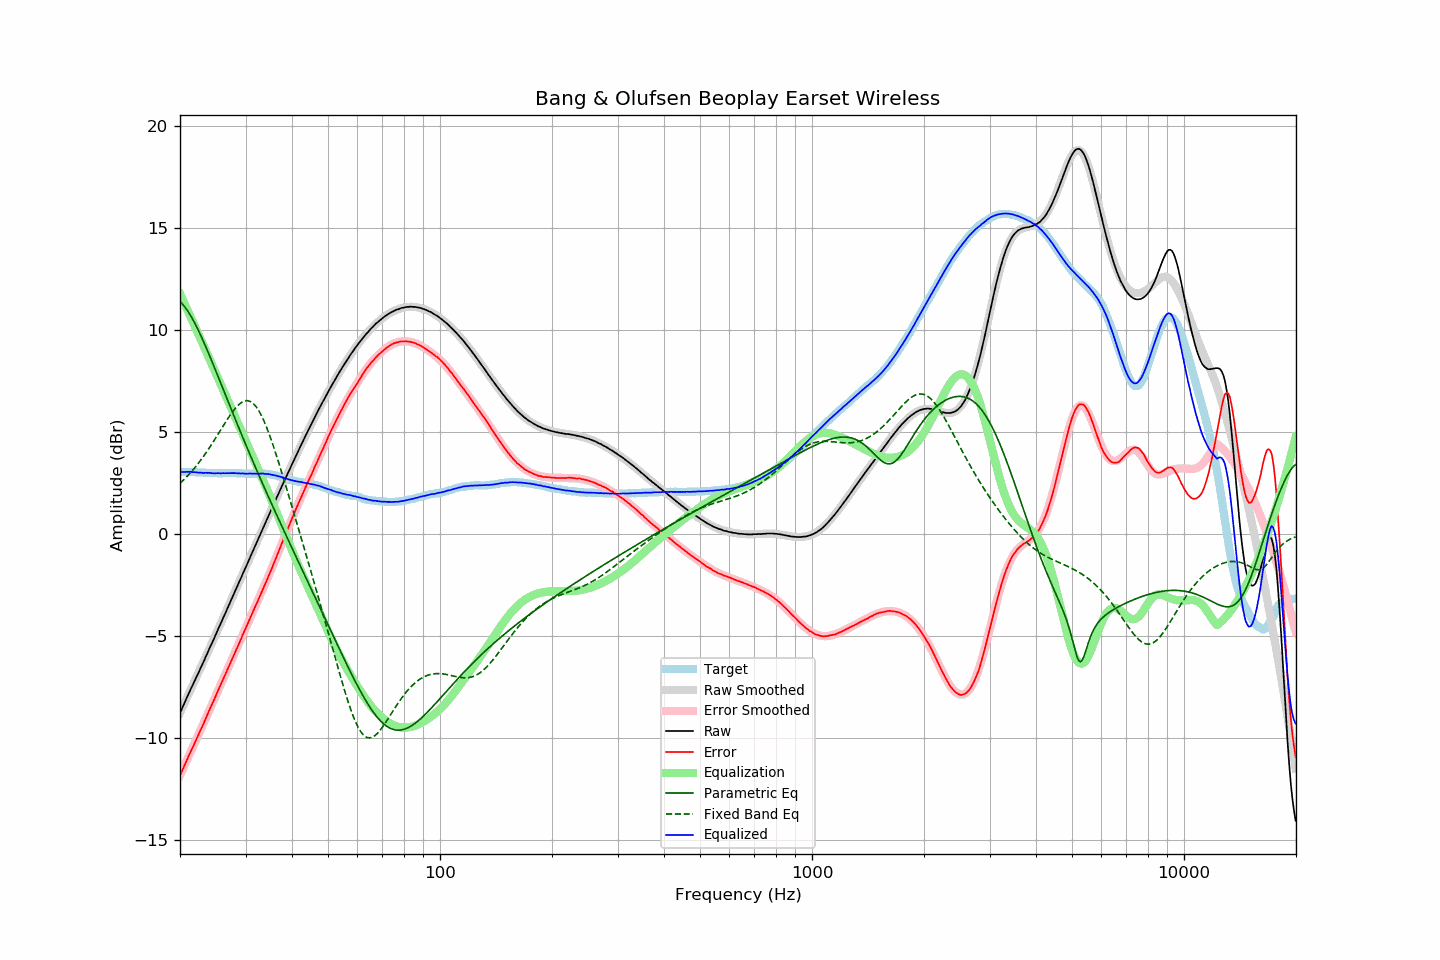 Bang & Olufsen Beoplay Earset Wireless
20
15
10
5
0
−5
−10
−15
Amplitude (dBr)
Target
Raw Smoothed
Error Smoothed
Raw
Error
Equalization
Parametric Eq
Fixed Band Eq
Equalized
100 1000 10000
Frequency (Hz)